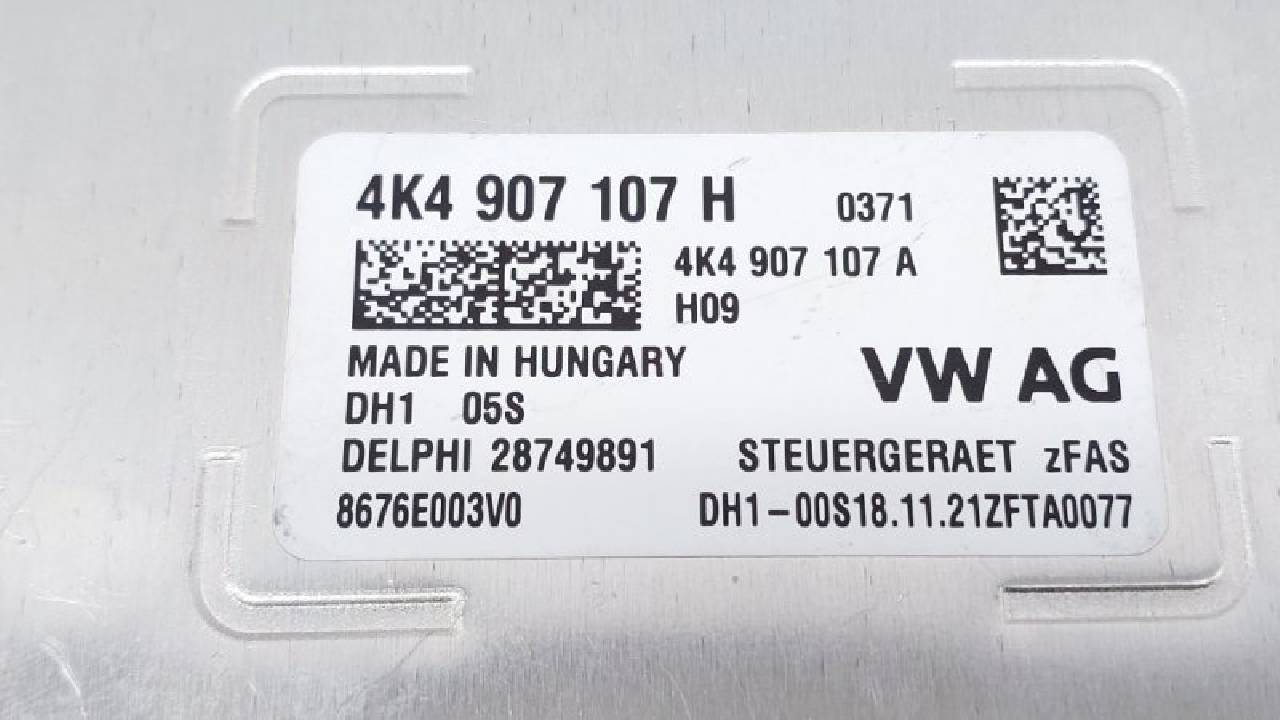 4K4 907 107 H 0371
4K4 907 107 A
H09
MADE IN HUNGARY
VW AG
DH1 05S
DELPHI 28749891 STEUERGERAET zFAS
8676E003V0 DH1-00S18.11.21ZFTA0077